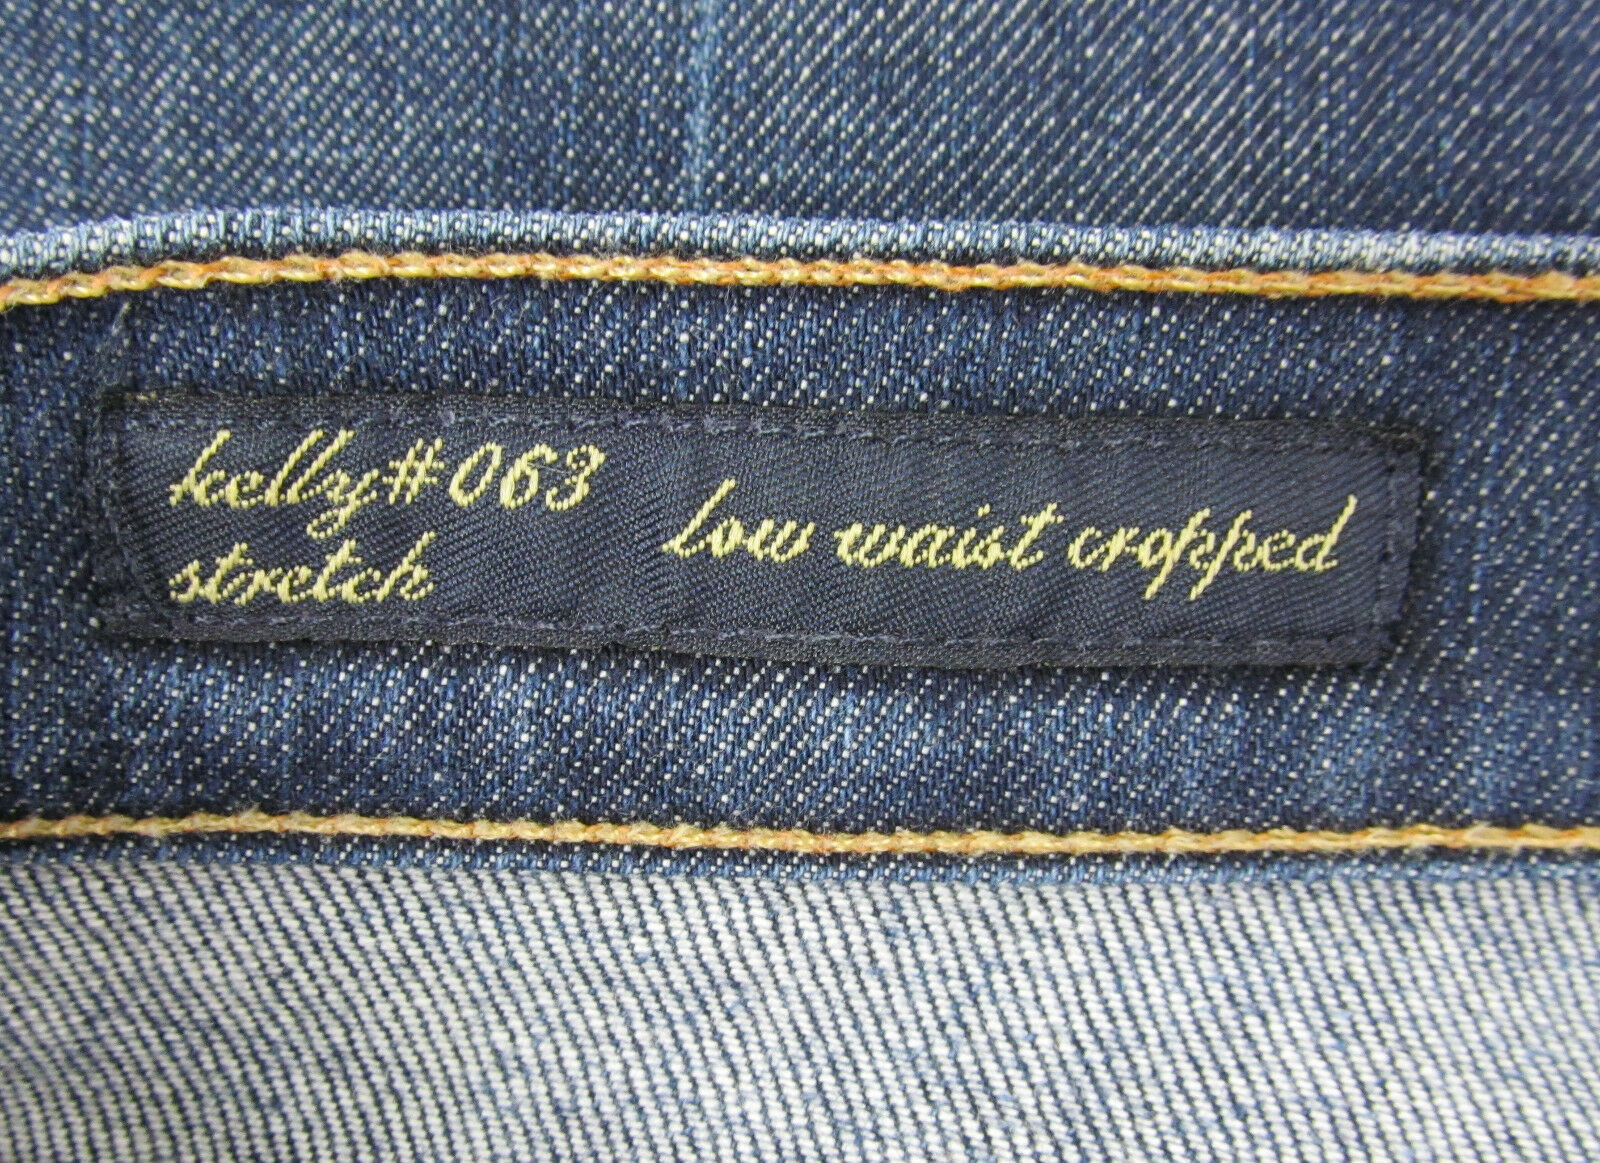 kelly#063
stretch
low waist cropped